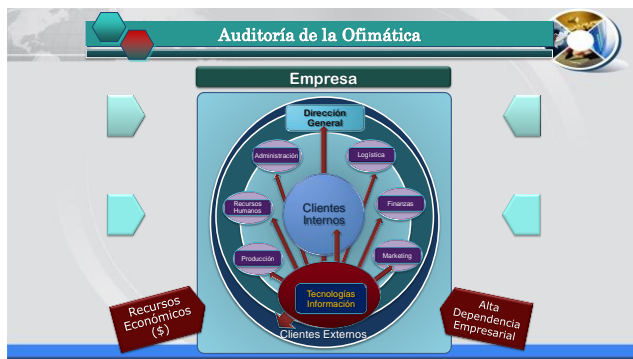 Auditoría de la Ofimática
Empresa
Dirección
General
Administración
Logística
Recursos
Humanos
Clientes
Internos
Finanzas
Producción
Marketing
Tecnologías
Información
Recursos
Económicos
($)
Alta
Dependencia
Empresarial
Clientes Externos